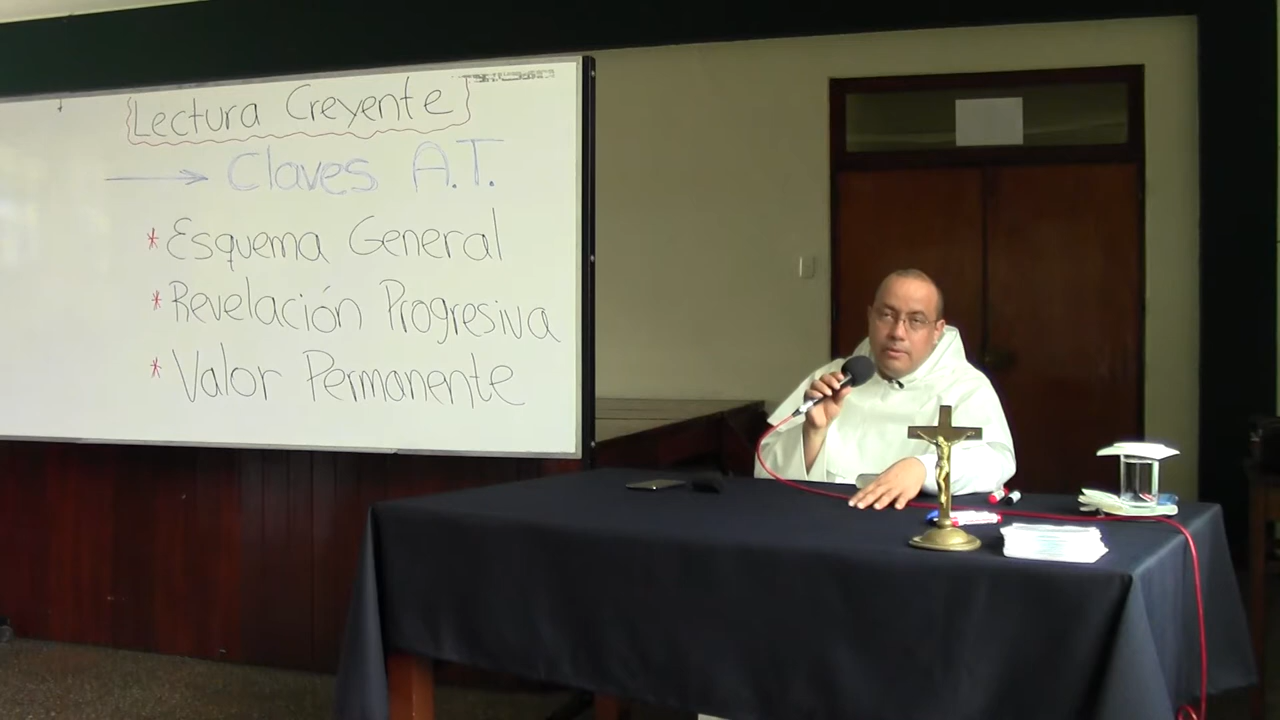 Lectura Creyente
→ Claves A.T.
* Esquema General
* Revelación Progresiva
* Valor Permanente